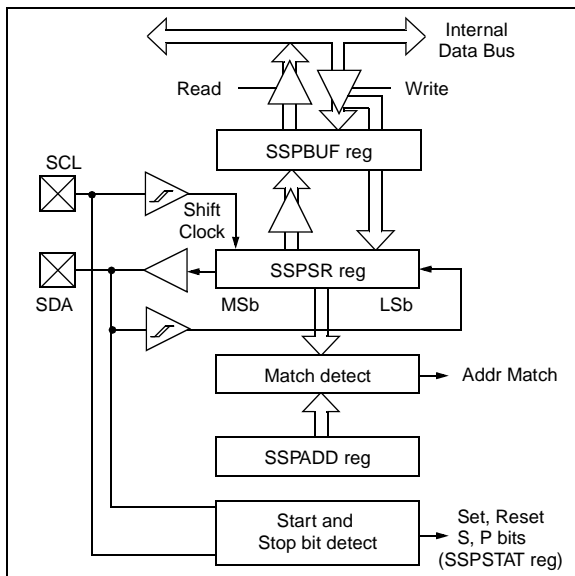 Internal
Data Bus
Read
Write
SSPBUF reg
SCL
Shift
Clock
SSPSR reg
SDA
MSb
LSb
Match detect
Addr Match
SSPADD reg
Start and
Stop bit detect
Set, Reset
S, P bits
(SSPSTAT reg)